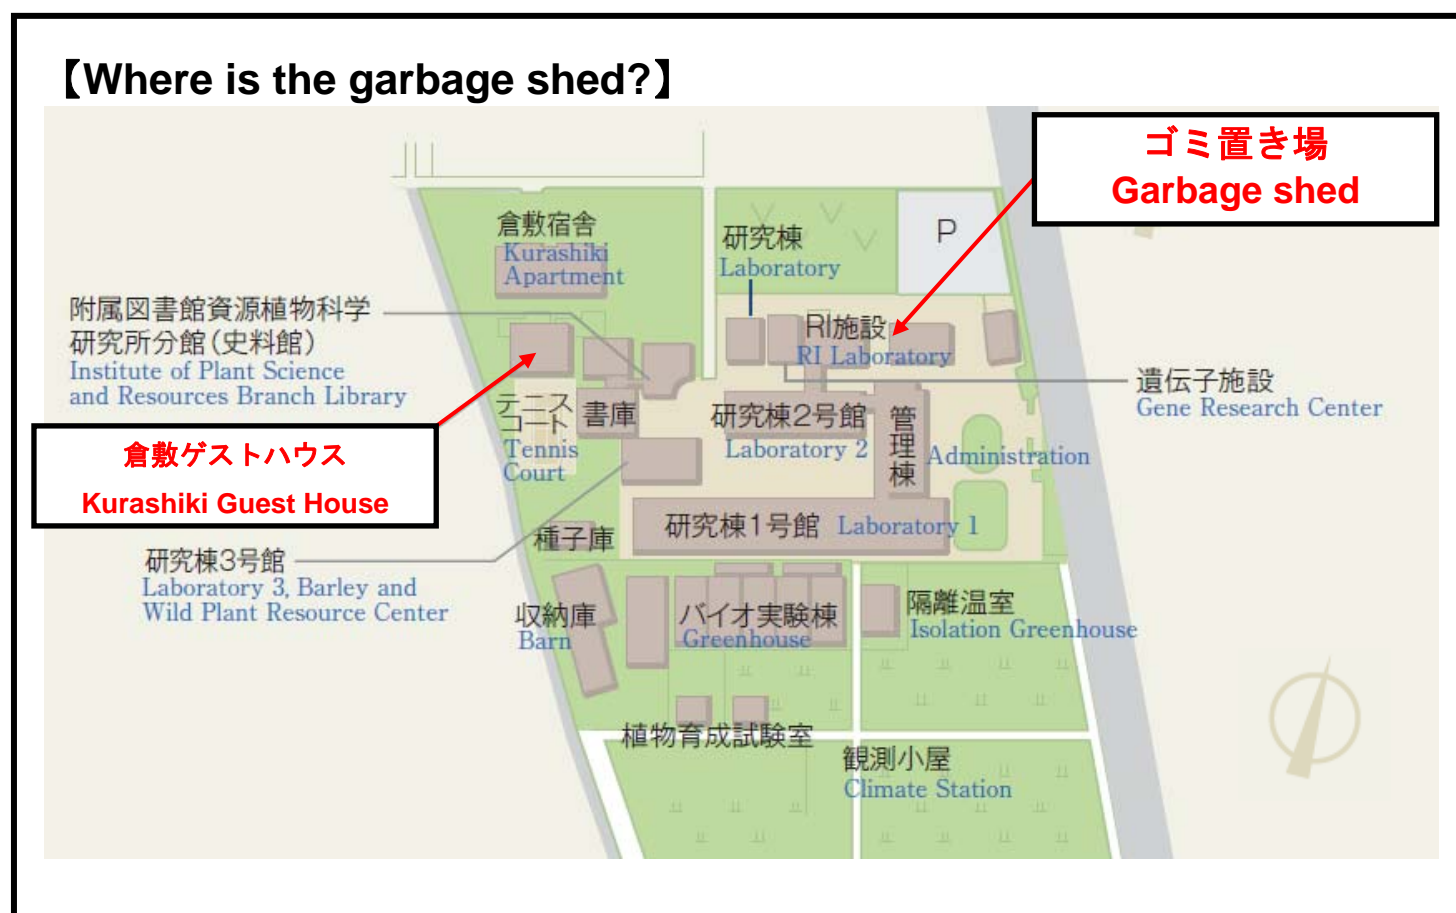 【Where is the garbage shed?】
ゴミ置き場
Garbage shed
倉敷宿舎
Kurashiki
Apartment
研究棟
Laboratory
P
附属図書館資源植物科学
研究所分館(史料館)
Institute of Plant Science
and Resources Branch Library
RI施設
RI Laboratory
遺伝子施設
Gene Research Center
テニス
コート
Tennis
Court
書庫
研究棟2号館
Laboratory 2
管理棟
Administration
倉敷ゲストハウス
Kurashiki Guest House
研究棟1号館 Laboratory 1
種子庫
研究棟3号館
Laboratory 3, Barley and
Wild Plant Resource Center
収納庫
Barn
バイオ実験棟
Greenhouse
隔離温室
Isolation Greenhouse
植物育成試験室
観測小屋
Climate Station